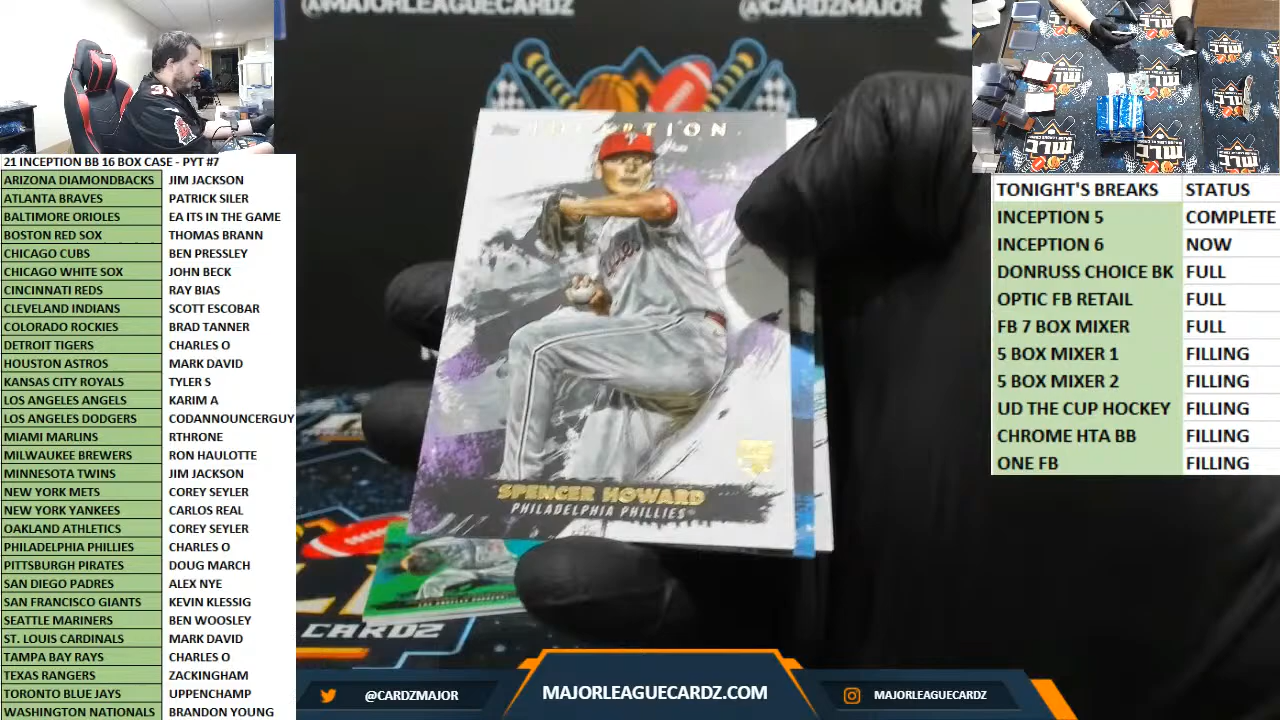 @MAJORLEAGUECARDZ
@CARDZMAJOR
21 INCEPTION BB 16 BOX CASE - PYT #7
ARIZONA DIAMONDBACKS JIM JACKSON
ATLANTA BRAVES PATRICK SILER
BALTIMORE ORIOLES EA ITS IN THE GAME
BOSTON RED SOX THOMAS BRANN
CHICAGO CUBS BEN PRESSLEY
CHICAGO WHITE SOX JOHN BECK
CINCINNATI REDS RAY BIAS
CLEVELAND INDIANS SCOTT ESCOBAR
COLORADO ROCKIES BRAD TANNER
DETROIT TIGERS CHARLES O
HOUSTON ASTROS MARK DAVID
KANSAS CITY ROYALS TYLER S
LOS ANGELES ANGELS KARIM A
LOS ANGELES DODGERS CODANNOUNCERGUY
MIAMI MARLINS RTHRONE
MILWAUKEE BREWERS RON HAULOTTE
MINNESOTA TWINS JIM JACKSON
NEW YORK METS COREY SEYLER
NEW YORK YANKEES CARLOS REAL
OAKLAND ATHLETICS COREY SEYLER
PHILADELPHIA PHILLIES CHARLES O
PITTSBURGH PIRATES DOUG MARCH
SAN DIEGO PADRES ALEX NYE
SAN FRANCISCO GIANTS KEVIN KLESSIG
SEATTLE MARINERS BEN WOOSLEY
ST. LOUIS CARDINALS MARK DAVID
TAMPA BAY RAYS CHARLES O
TEXAS RANGERS ZACKINGHAM
TORONTO BLUE JAYS UPPENCHAMP
WASHINGTON NATIONALS BRANDON YOUNG
Topps INCEPTION
SPENCER HOWARD
PHILADELPHIA PHILLIES
CARDZ
TONIGHT'S BREAKS STATUS
INCEPTION 5 COMPLETE
INCEPTION 6 NOW
DONRUSS CHOICE BK FULL
OPTIC FB RETAIL FULL
FB 7 BOX MIXER FULL
5 BOX MIXER 1 FILLING
5 BOX MIXER 2 FILLING
UD THE CUP HOCKEY FILLING
CHROME HTA BB FILLING
ONE FB FILLING
@CARDZMAJOR
MAJORLEAGUECARDZ.COM
MAJORLEAGUECARDZ